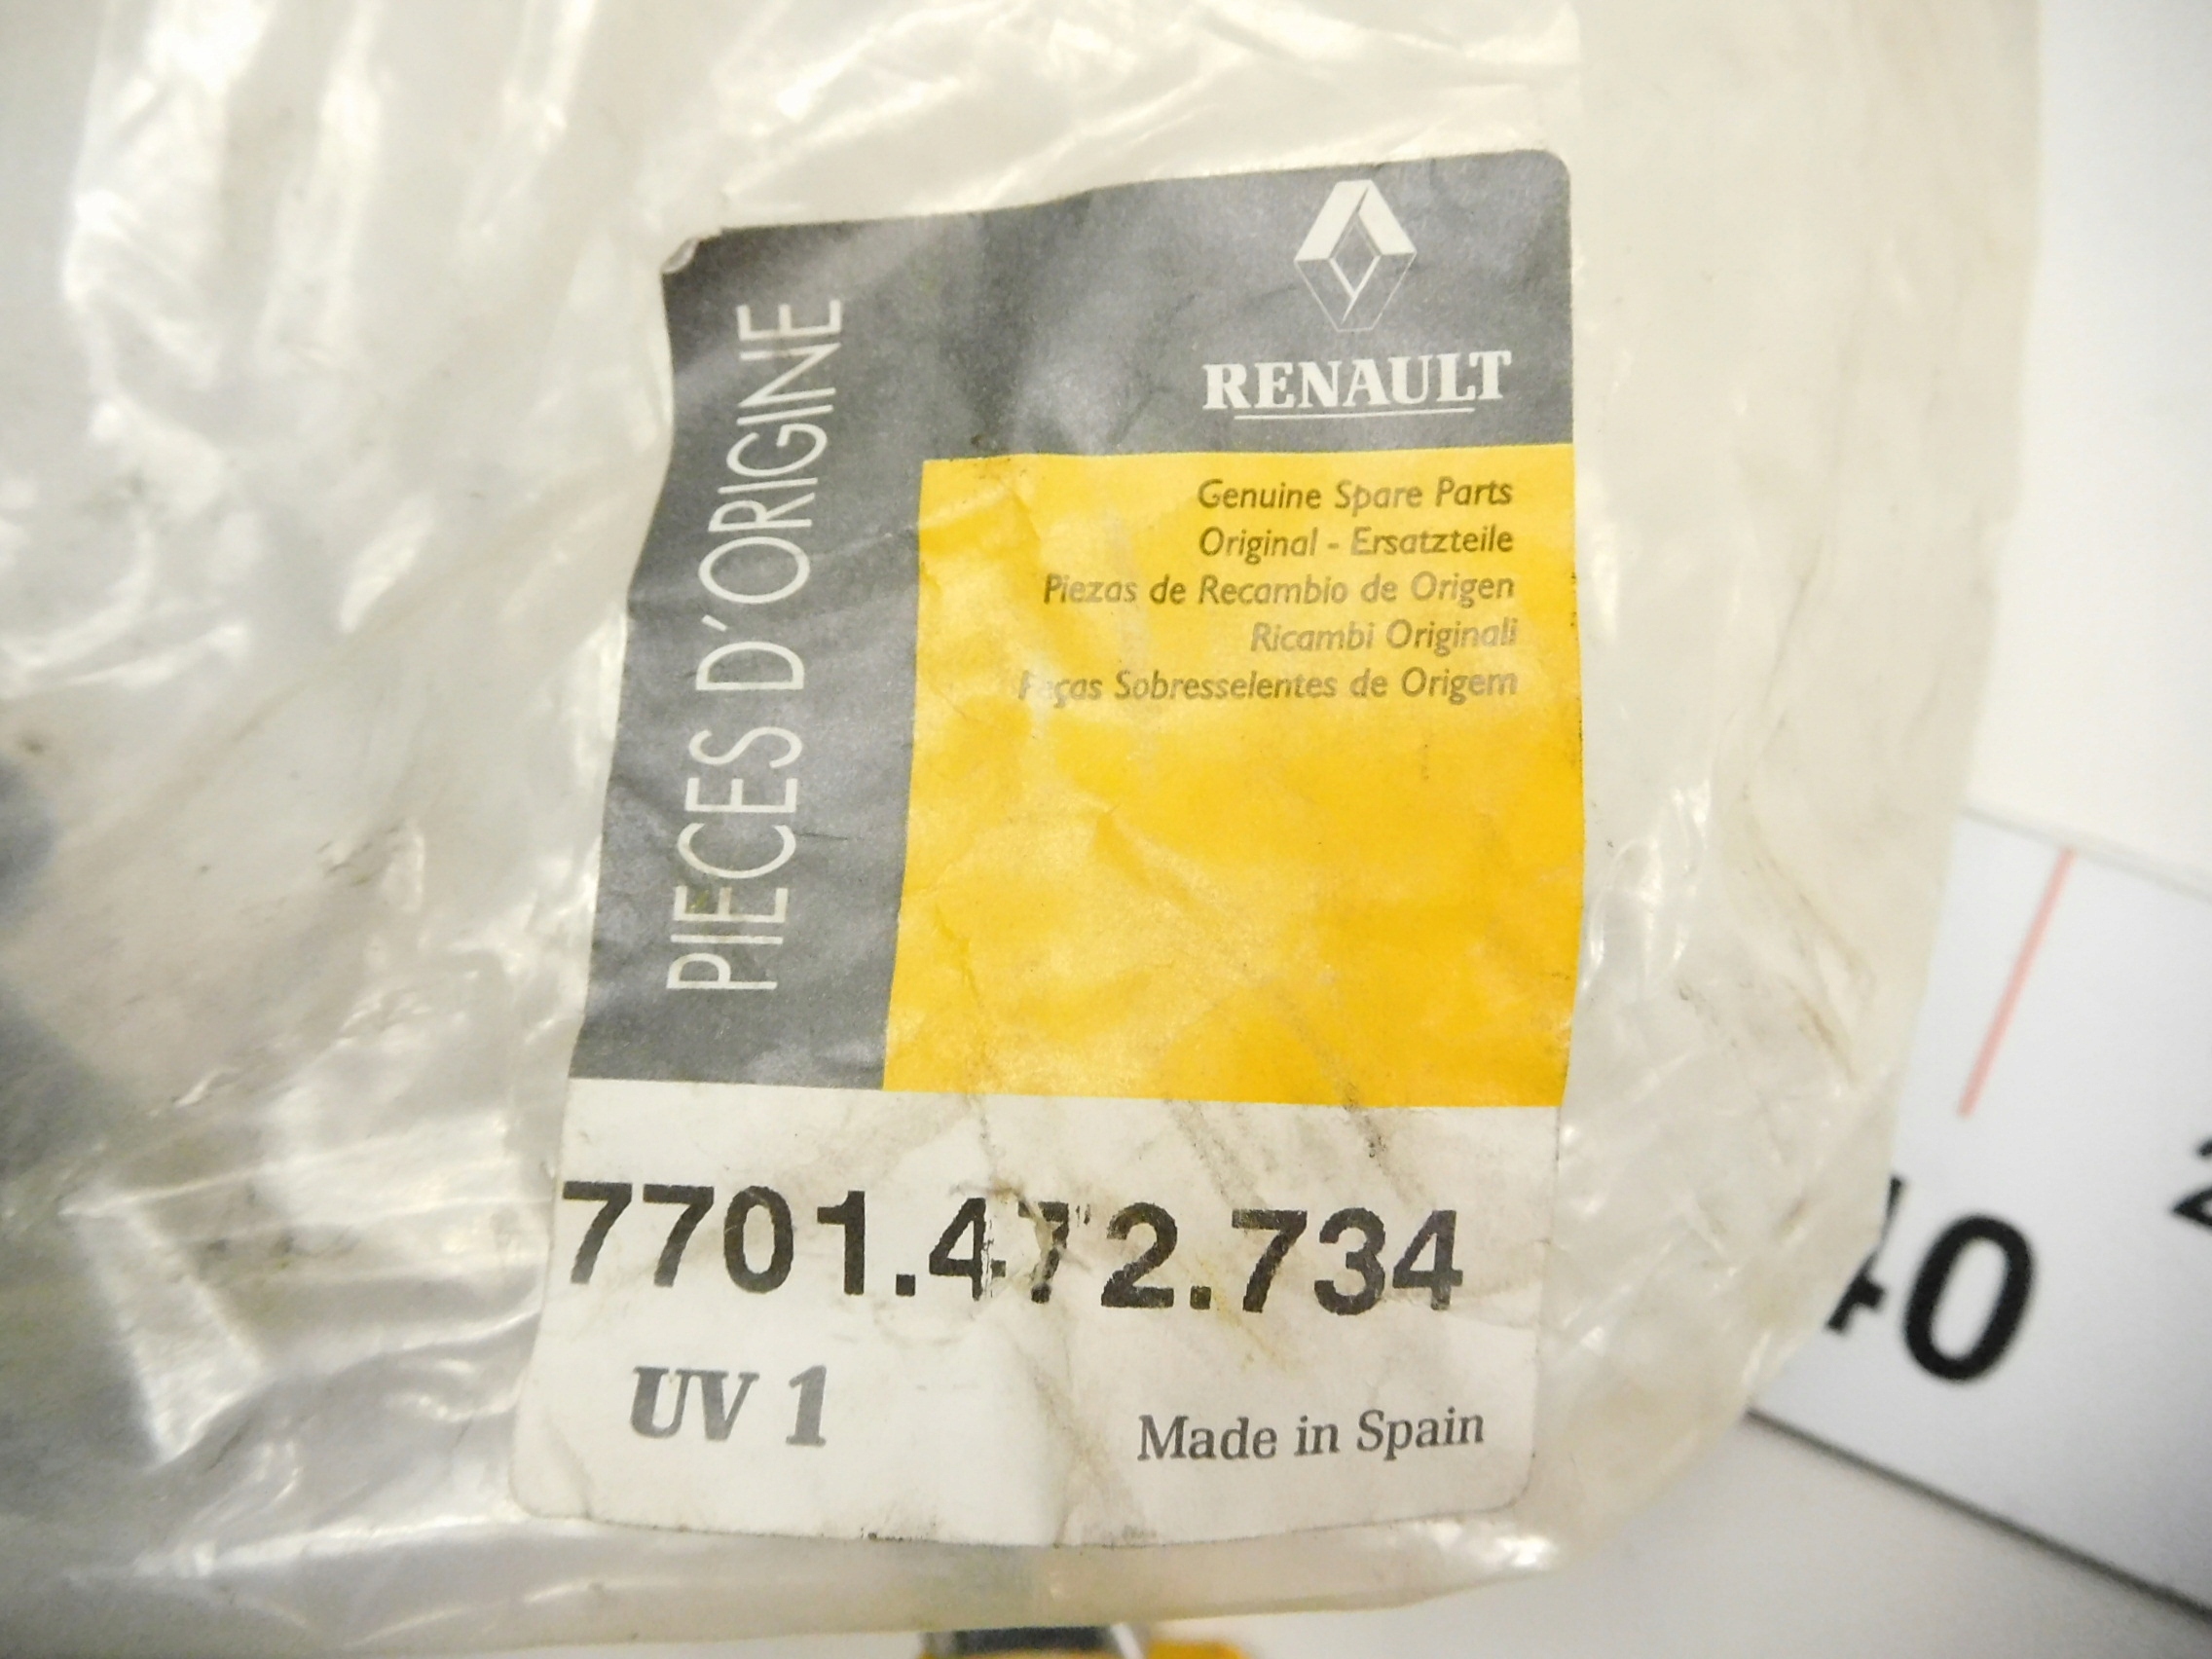 RENAULT
PIECES D'ORIGINE
Genuine Spare Parts
Original - Ersatzteile
Piezas de Recambio de Origen
Ricambi Originali
Peças Sobresselentes de Origem
7701.472.734
UV 1
Made in Spain
40